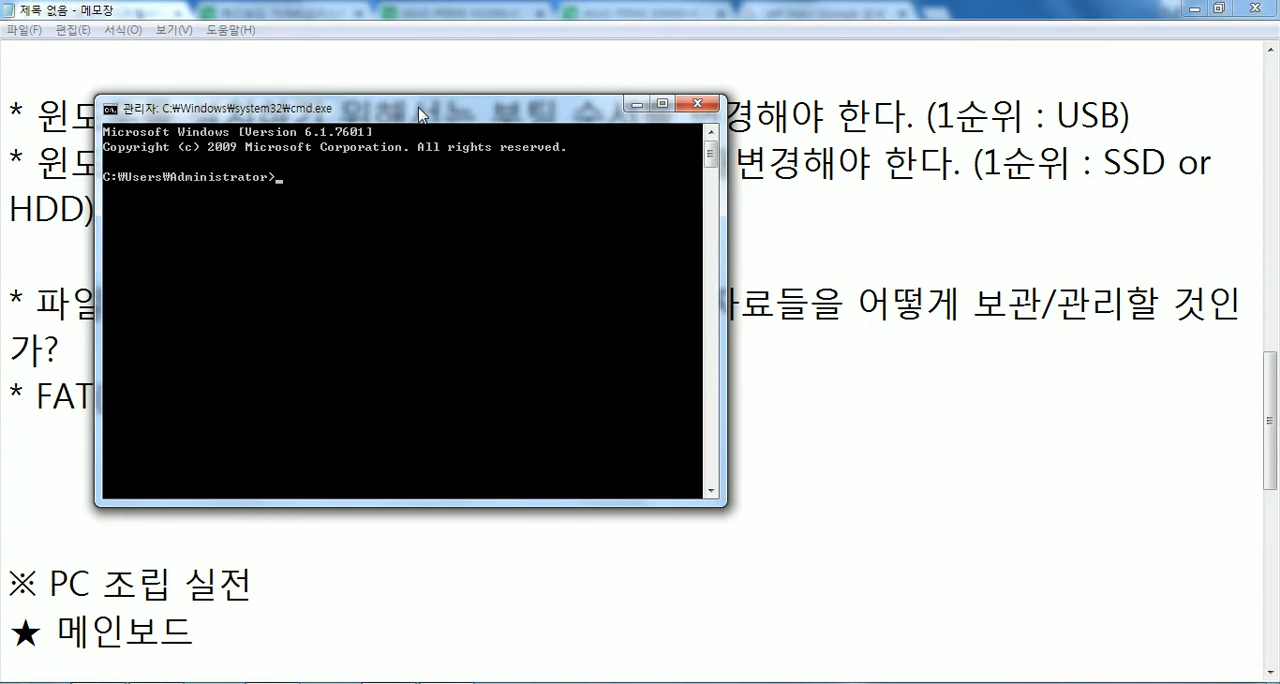 제목 없음 - 메모장
파일(F) 편집(E) 서식(O) 보기(V) 도움말(H)
* 윈도 경해야 한다. (1순위 : USB)
* 윈도 변경해야 한다. (1순위 : SSD or
HDD)
* 파일 료들을 어떻게 보관/관리할 것인
가?
* FAT
관리자: C:₩Windows₩system32₩cmd.exe
Microsoft Windows [Version 6.1.7601]
Copyright (c) 2009 Microsoft Corporation. All rights reserved.
C:₩Users₩Administrator>_
※ PC 조립 실전
★ 메인보드